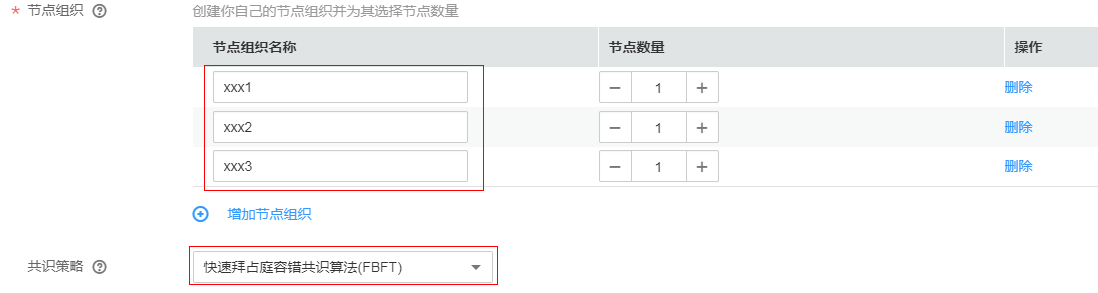 * 节点组织 ? 创建你自己的节点组织并为其选择节点数量
节点组织名称 节点数量 操作
xxx1 − 1 + 删除
xxx2 − 1 + 删除
xxx3 − 1 + 删除
增加节点组织
共识策略 ? 快速拜占庭容错共识算法(FBFT)